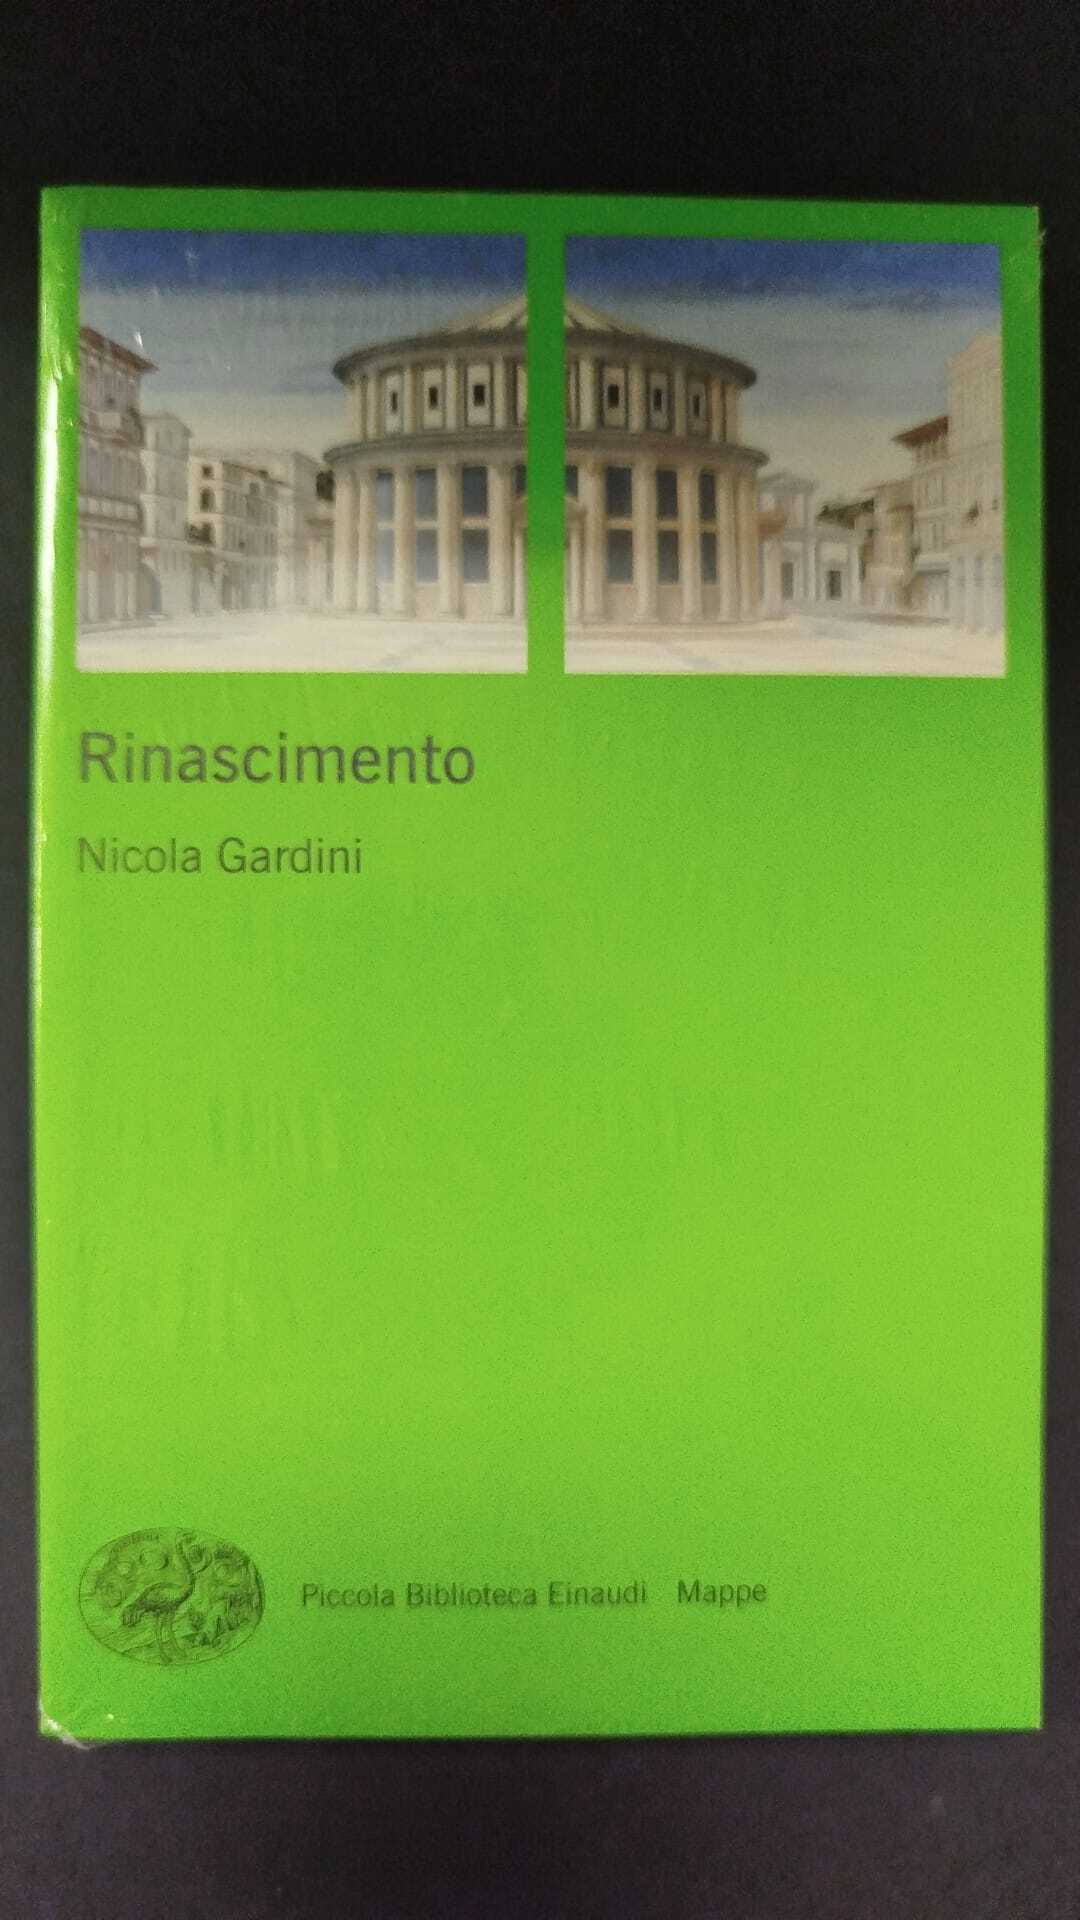 Rinascimento
Nicola Gardini
Piccola Biblioteca Einaudi Mappe